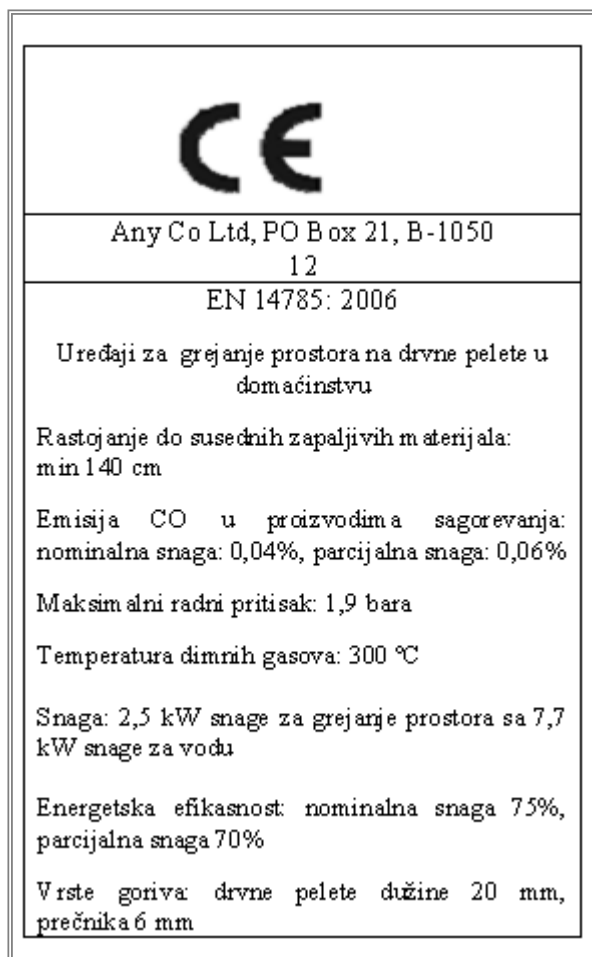 CE
Any Co Ltd, PO Box 21, B-1050
12
EN 14785: 2006
Uređaji za grejanje prostora na drvne pelete u
domaćinstvu
Rastojanje do susednih zapaljivih materijala:
min 140 cm
Emisija CO u proizvodima sagorevanja:
nominalna snaga: 0,04%, parcijalna snaga: 0,06%
Maksimalni radni pritisak: 1,9 bara
Temperatura dimnih gasova: 300 ℃
Snaga: 2,5 kW snage za grejanje prostora sa 7,7
kW snage za vodu
Energetska efikasnost: nominalna snaga 75%,
parcijalna snaga 70%
Vrste goriva: drvne pelete dužine 20 mm,
prečnika 6 mm